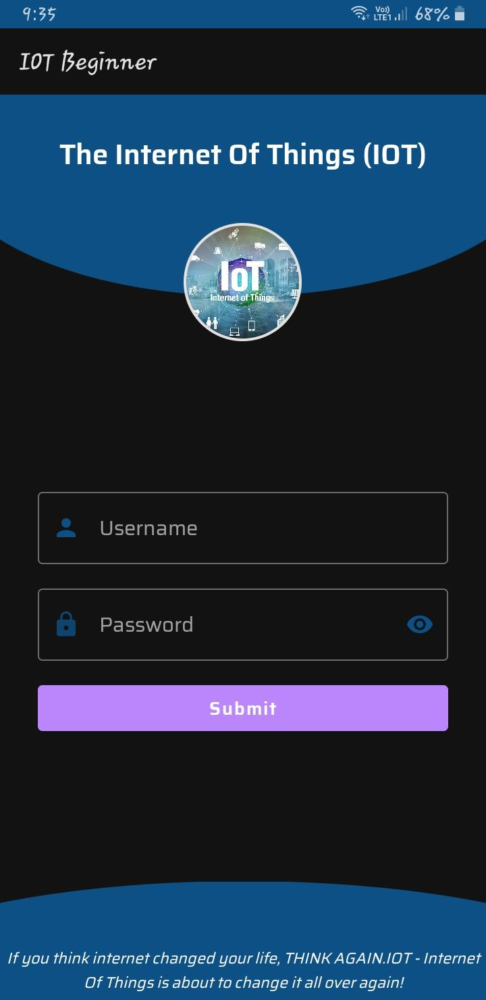 9:35
Vo))
LTE1
68%
IOT Beginner
The Internet Of Things (IOT)
IoT
Internet of Things
Username
Password
Submit
If you think internet changed your life, THINK AGAIN.IOT - Internet
Of Things is about to change it all over again!